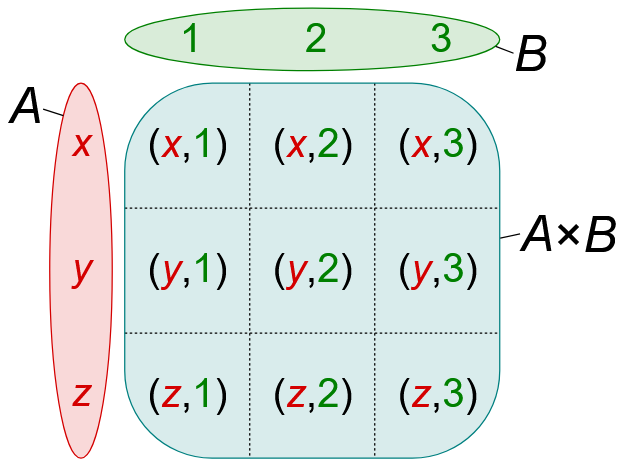 1 2 3
B
A
x (x,1) (x,2) (x,3)
A×B
y (y,1) (y,2) (y,3)
z (z,1) (z,2) (z,3)